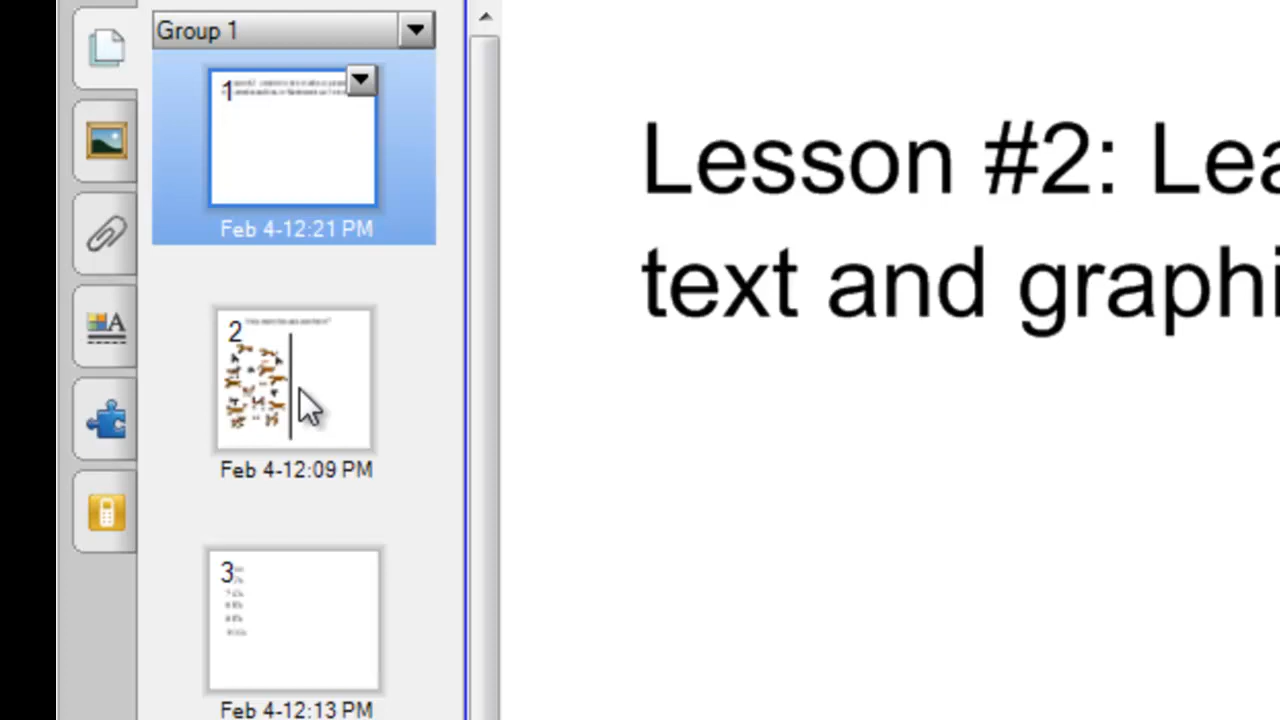 Group 1
1
Feb 4-12:21 PM
2
Feb 4-12:09 PM
3
Feb 4-12:13 PM
Lesson #2: Lea
text and graphi